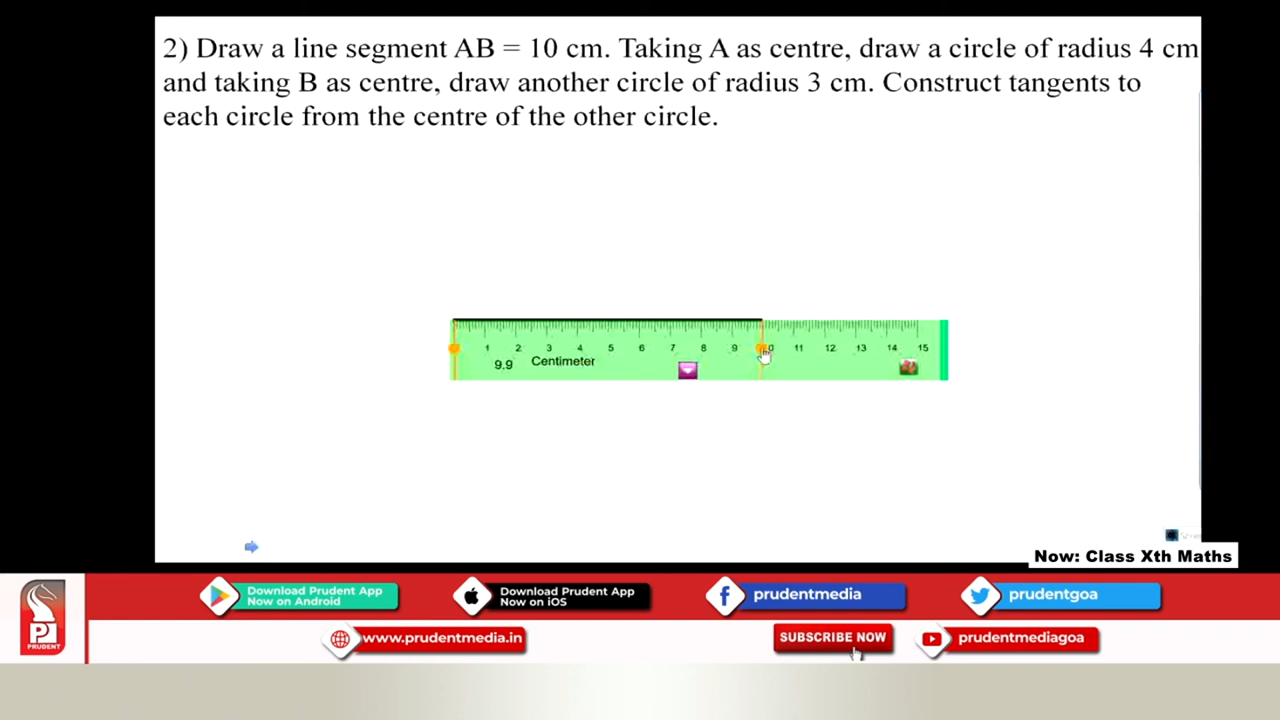 2) Draw a line segment AB = 10 cm. Taking A as centre, draw a circle of radius 4 cm
and taking B as centre, draw another circle of radius 3 cm. Construct tangents to
each circle from the centre of the other circle.
1 2 3 4 5 6 7 8 9 0 11 12 13 14 15
9.9 Centimeter
Now: Class Xth Maths
Download Prudent App
Now on Android
Download Prudent App
Now on iOS
prudentmedia
prudentgoa
PRUDENT
www.prudentmedia.in
SUBSCRIBE NOW
prudentmediagoa